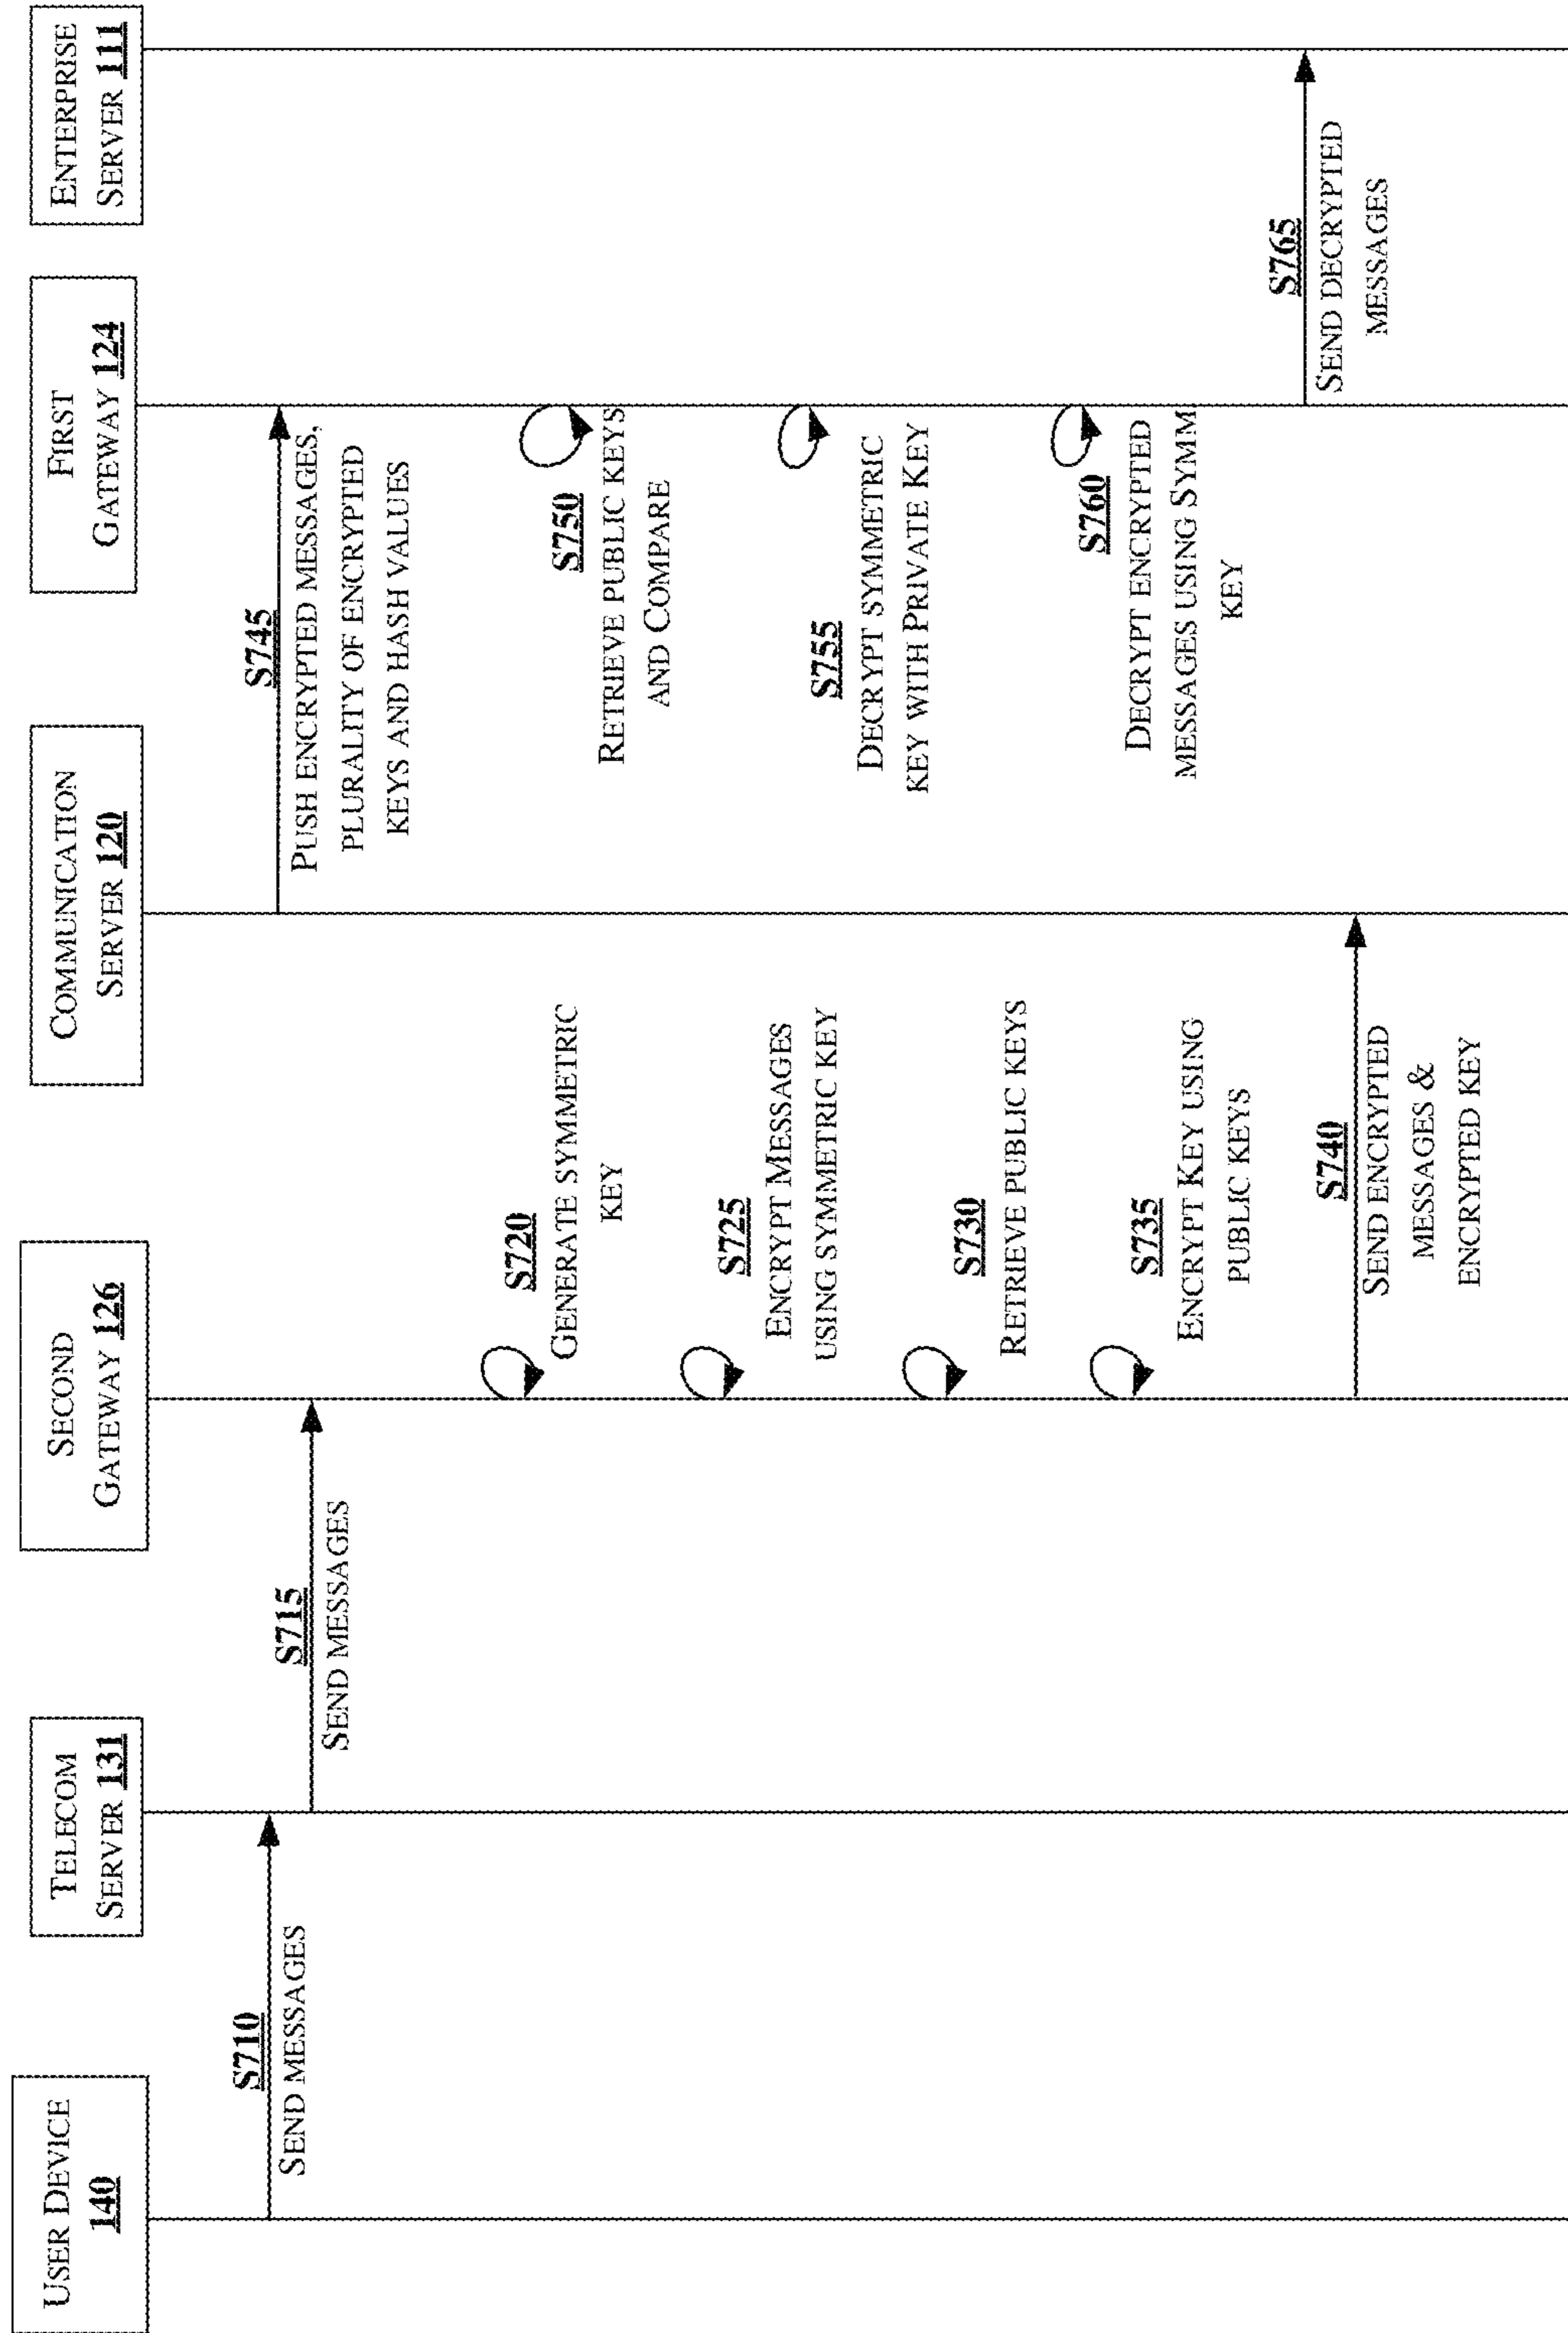 USER DEVICE
140
TELECOM
SERVER 131
SECOND
GATEWAY 126
COMMUNICATION
SERVER 120
FIRST
GATEWAY 124
ENTERPRISE
SERVER 111
S710
SEND MESSAGES
S715
SEND MESSAGES
S720
GENERATE SYMMETRIC
KEY
S725
ENCRYPT MESSAGES
USING SYMMETRIC KEY
S730
RETRIEVE PUBLIC KEYS
S735
ENCRYPT KEY USING
PUBLIC KEYS
S740
SEND ENCRYPTED
MESSAGES &
ENCRYPTED KEY
S745
PUSH ENCRYPTED MESSAGES,
PLURALITY OF ENCRYPTED
KEYS AND HASH VALUES
S750
RETRIEVE PUBLIC KEYS
AND COMPARE
S755
DECRYPT SYMMETRIC
KEY WITH PRIVATE KEY
S760
DECRYPT ENCRYPTED
MESSAGES USING SYMM
KEY
S765
SEND DECRYPTED
MESSAGES